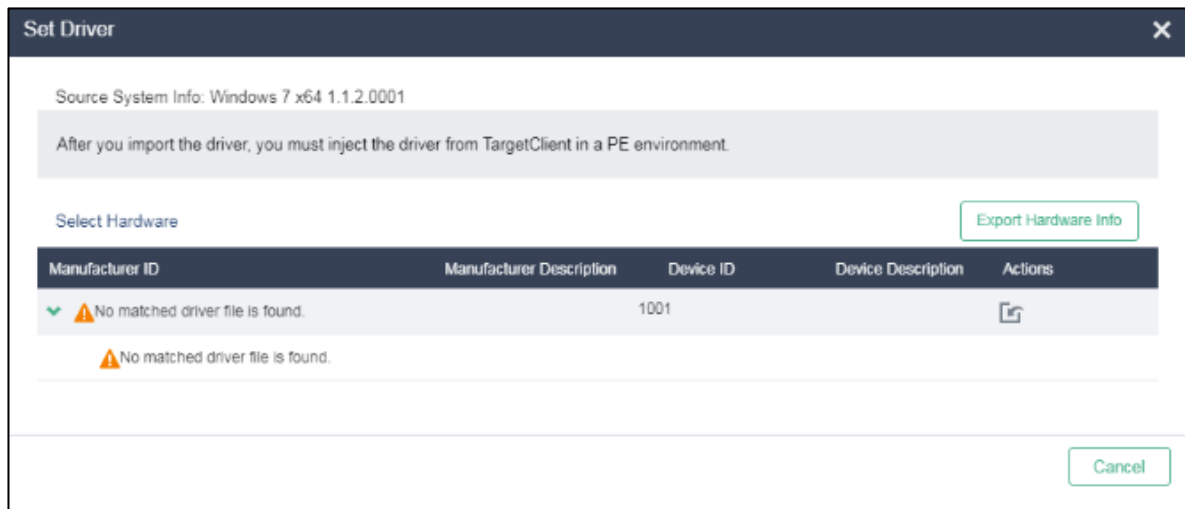 Set Driver
Source System Info: Windows 7 x64 1.1.2.0001
After you import the driver, you must inject the driver from TargetClient in a PE environment.
Select Hardware
Export Hardware Info
Manufacturer ID Manufacturer Description Device ID Device Description Actions
No matched driver file is found. 1001
No matched driver file is found.
Cancel